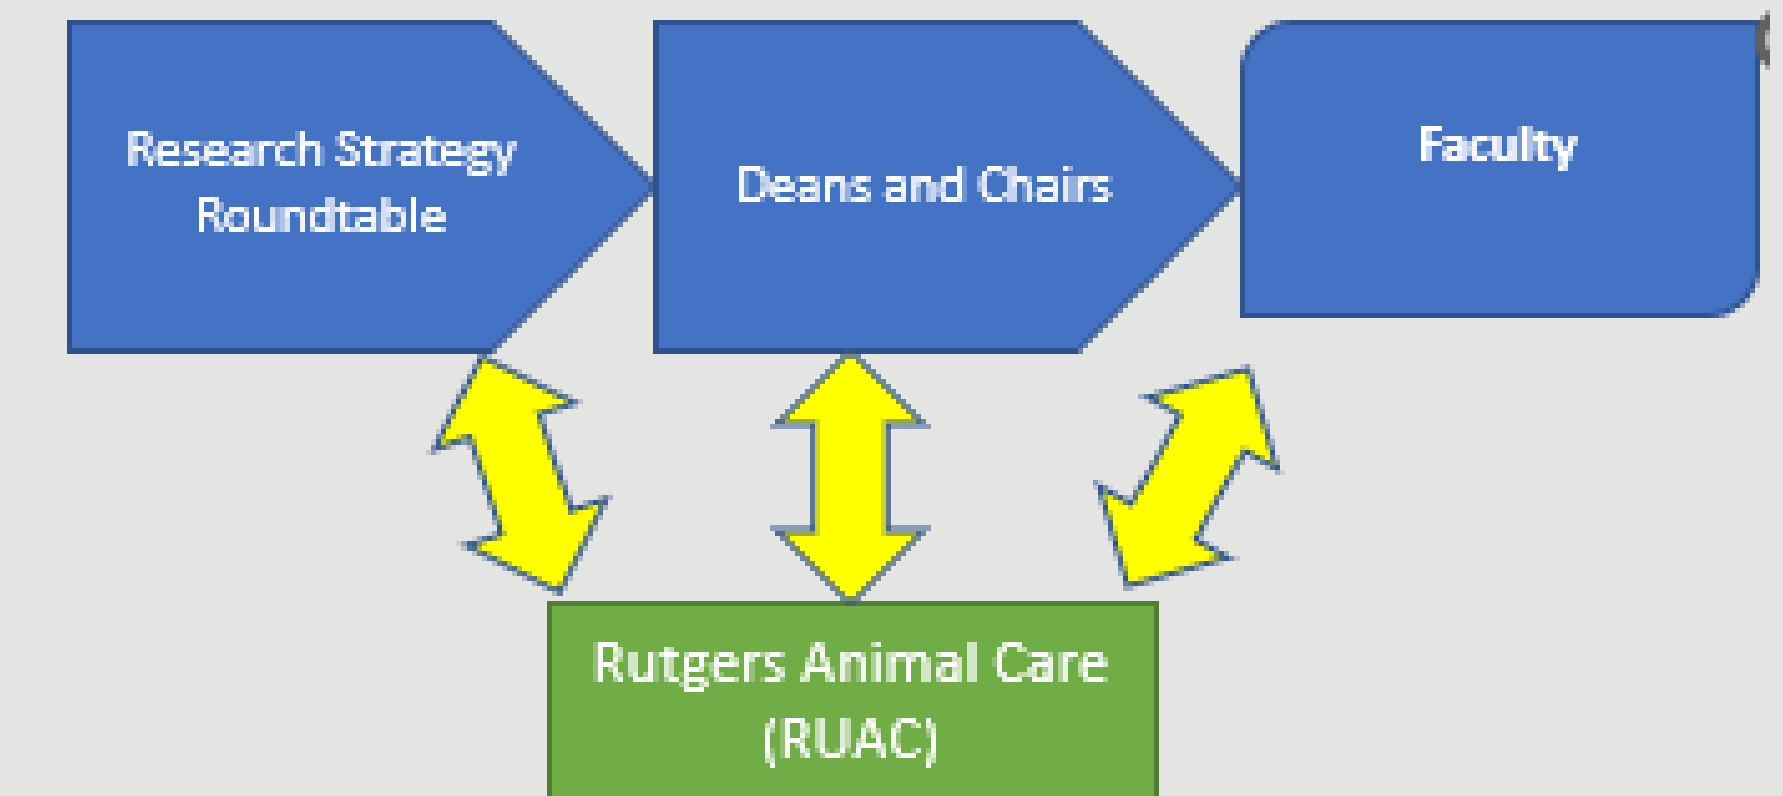 Research Strategy
Roundtable
Deans and Chairs
Faculty
Rutgers Animal Care
(RUAC)